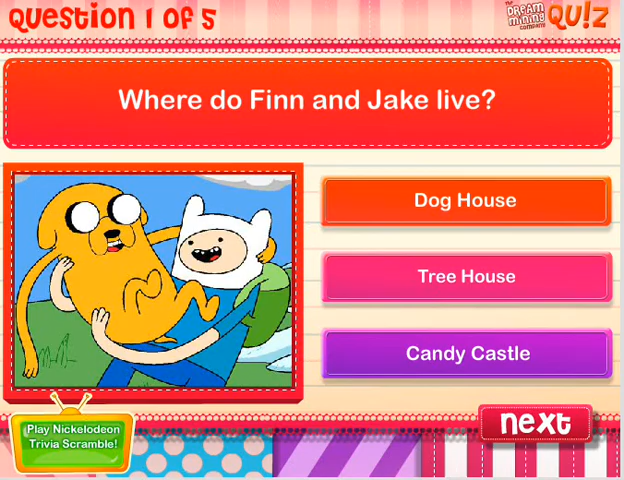 Question 1 of 5
The DREAm mining company QU!Z
Where do Finn and Jake live?
Dog House
Tree House
Candy Castle
next
Play Nickelodeon
Trivia Scramble!